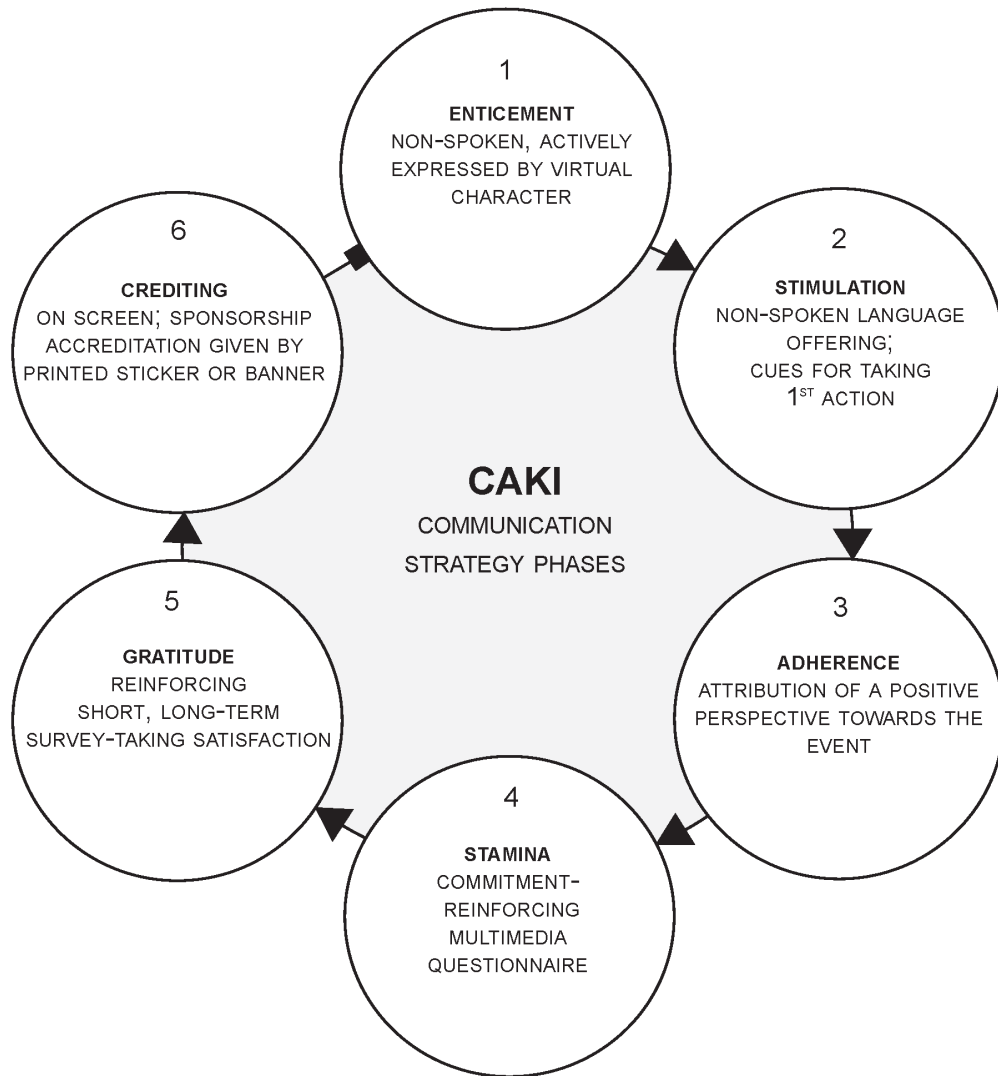 1
ENTICEMENT
NON-SPOKEN, ACTIVELY
EXPRESSED BY VIRTUAL
CHARACTER
2
STIMULATION
NON-SPOKEN LANGUAGE
OFFERING;
CUES FOR TAKING
1ST ACTION
3
ADHERENCE
ATTRIBUTION OF A POSITIVE
PERSPECTIVE TOWARDS THE
EVENT
4
STAMINA
COMMITMENT-
REINFORCING
MULTIMEDIA
QUESTIONNAIRE
5
GRATITUDE
REINFORCING
SHORT, LONG-TERM
SURVEY-TAKING SATISFACTION
6
CREDITING
ON SCREEN; SPONSORSHIP
ACCREDITATION GIVEN BY
PRINTED STICKER OR BANNER
CAKI
COMMUNICATION
STRATEGY PHASES